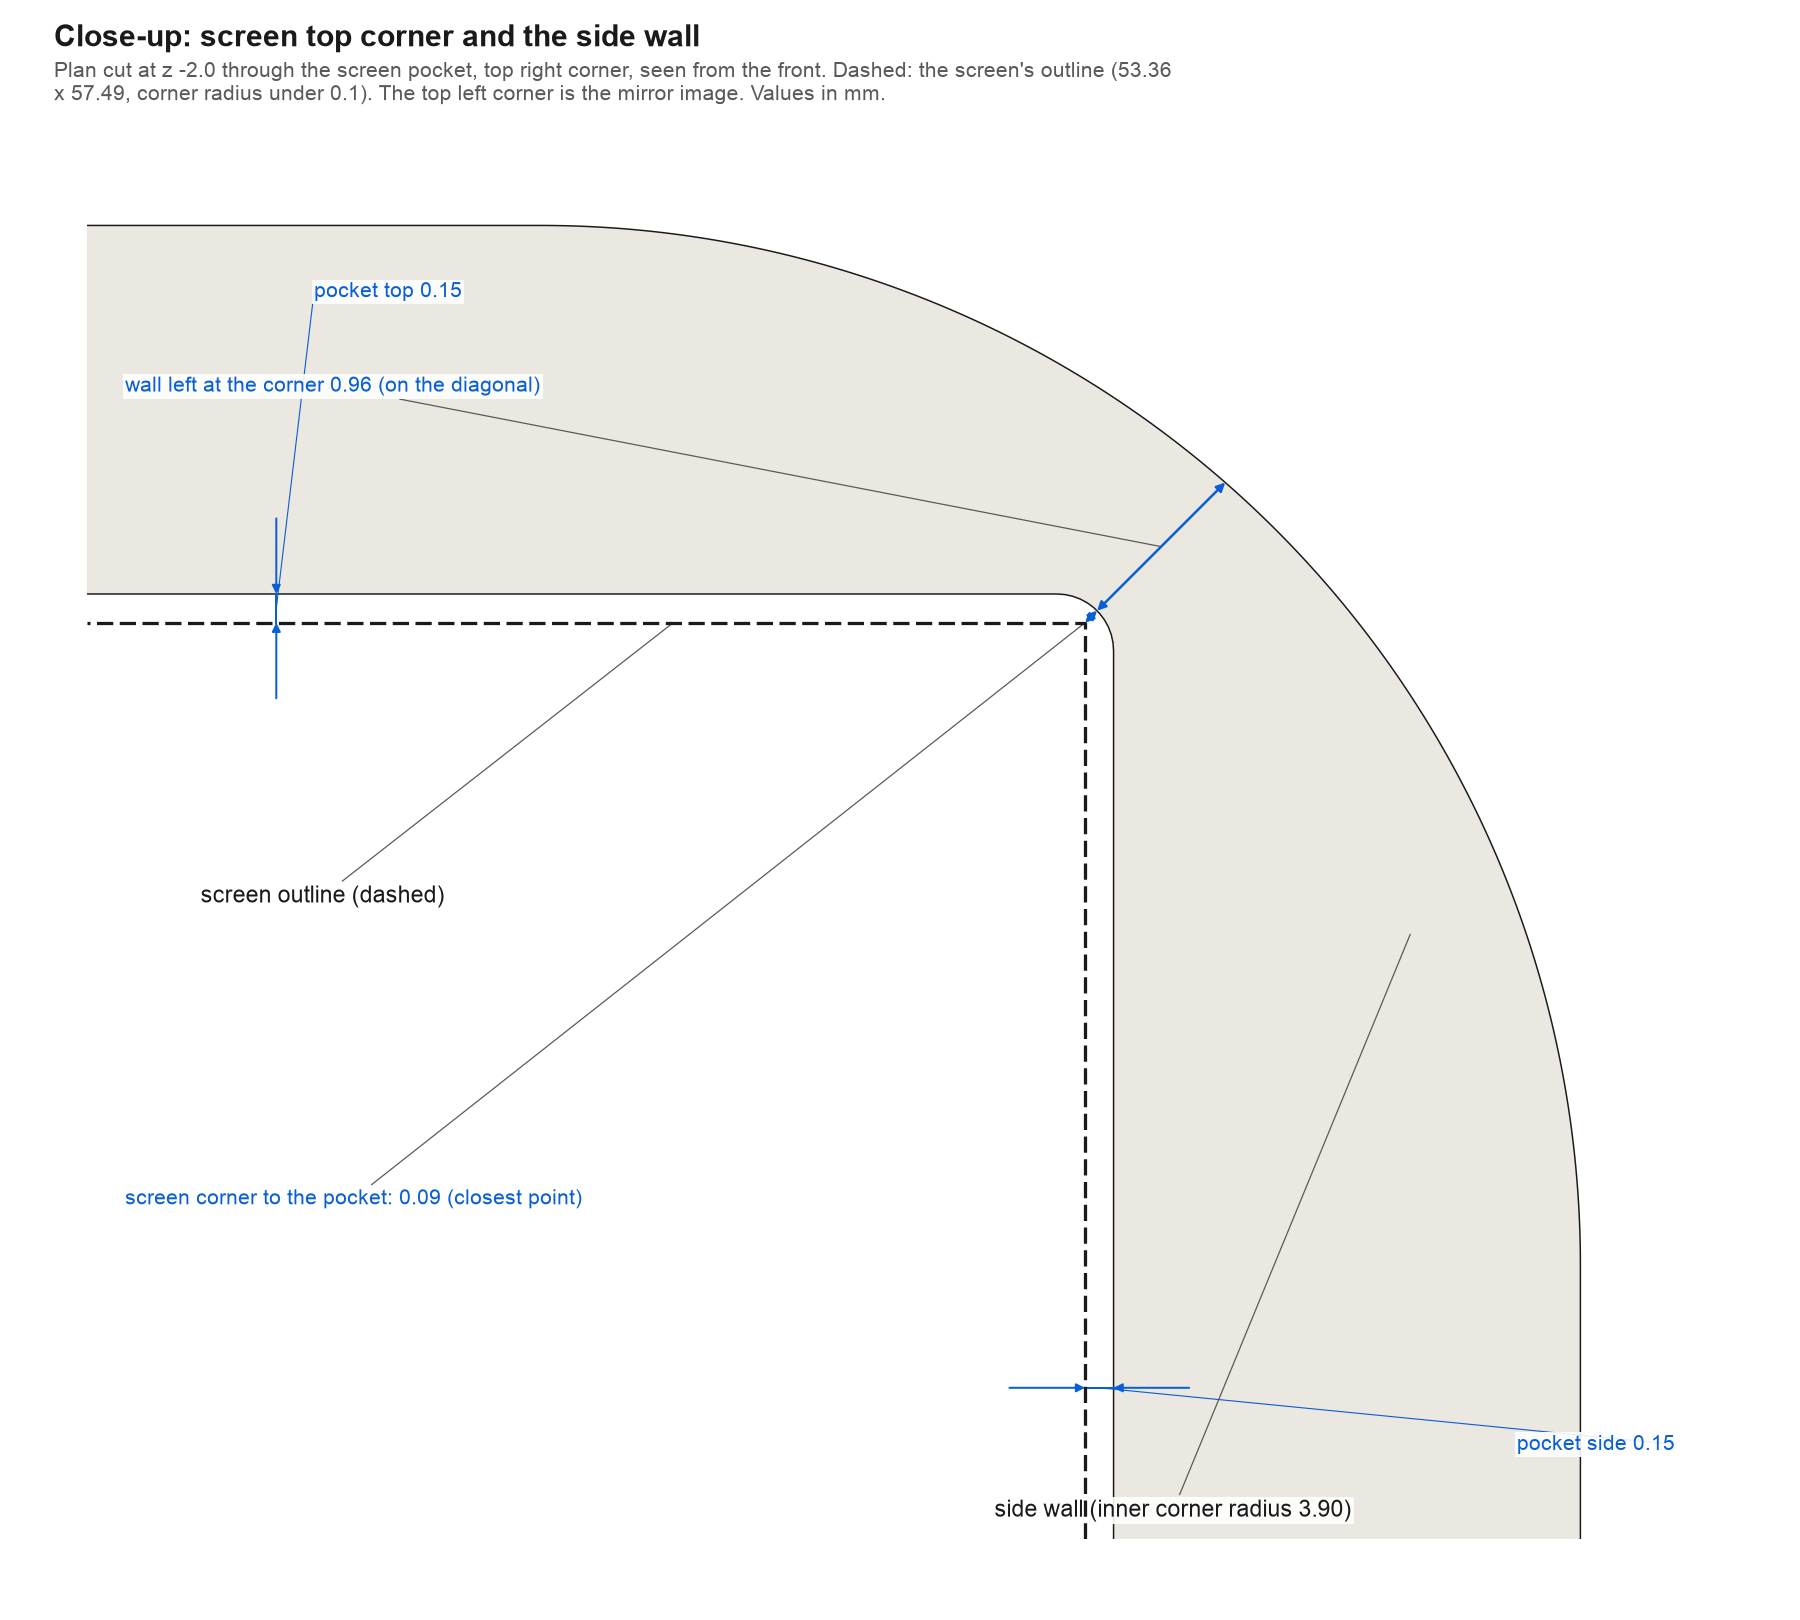 Close-up: screen top corner and the side wall
Plan cut at z -2.0 through the screen pocket, top right corner, seen from the front. Dashed: the screen's outline (53.36
x 57.49, corner radius under 0.1). The top left corner is the mirror image. Values in mm.
pocket top 0.15
wall left at the corner 0.96 (on the diagonal)
screen outline (dashed)
screen corner to the pocket: 0.09 (closest point)
pocket side 0.15
side wall (inner corner radius 3.90)